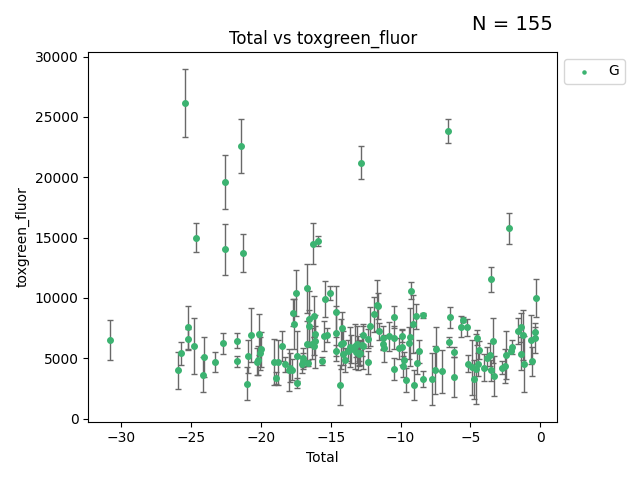 N = 155
Total vs toxgreen_fluor
G
30000
25000
20000
15000
10000
5000
0
toxgreen_fluor
−30 −25 −20 −15 −10 −5 0
Total